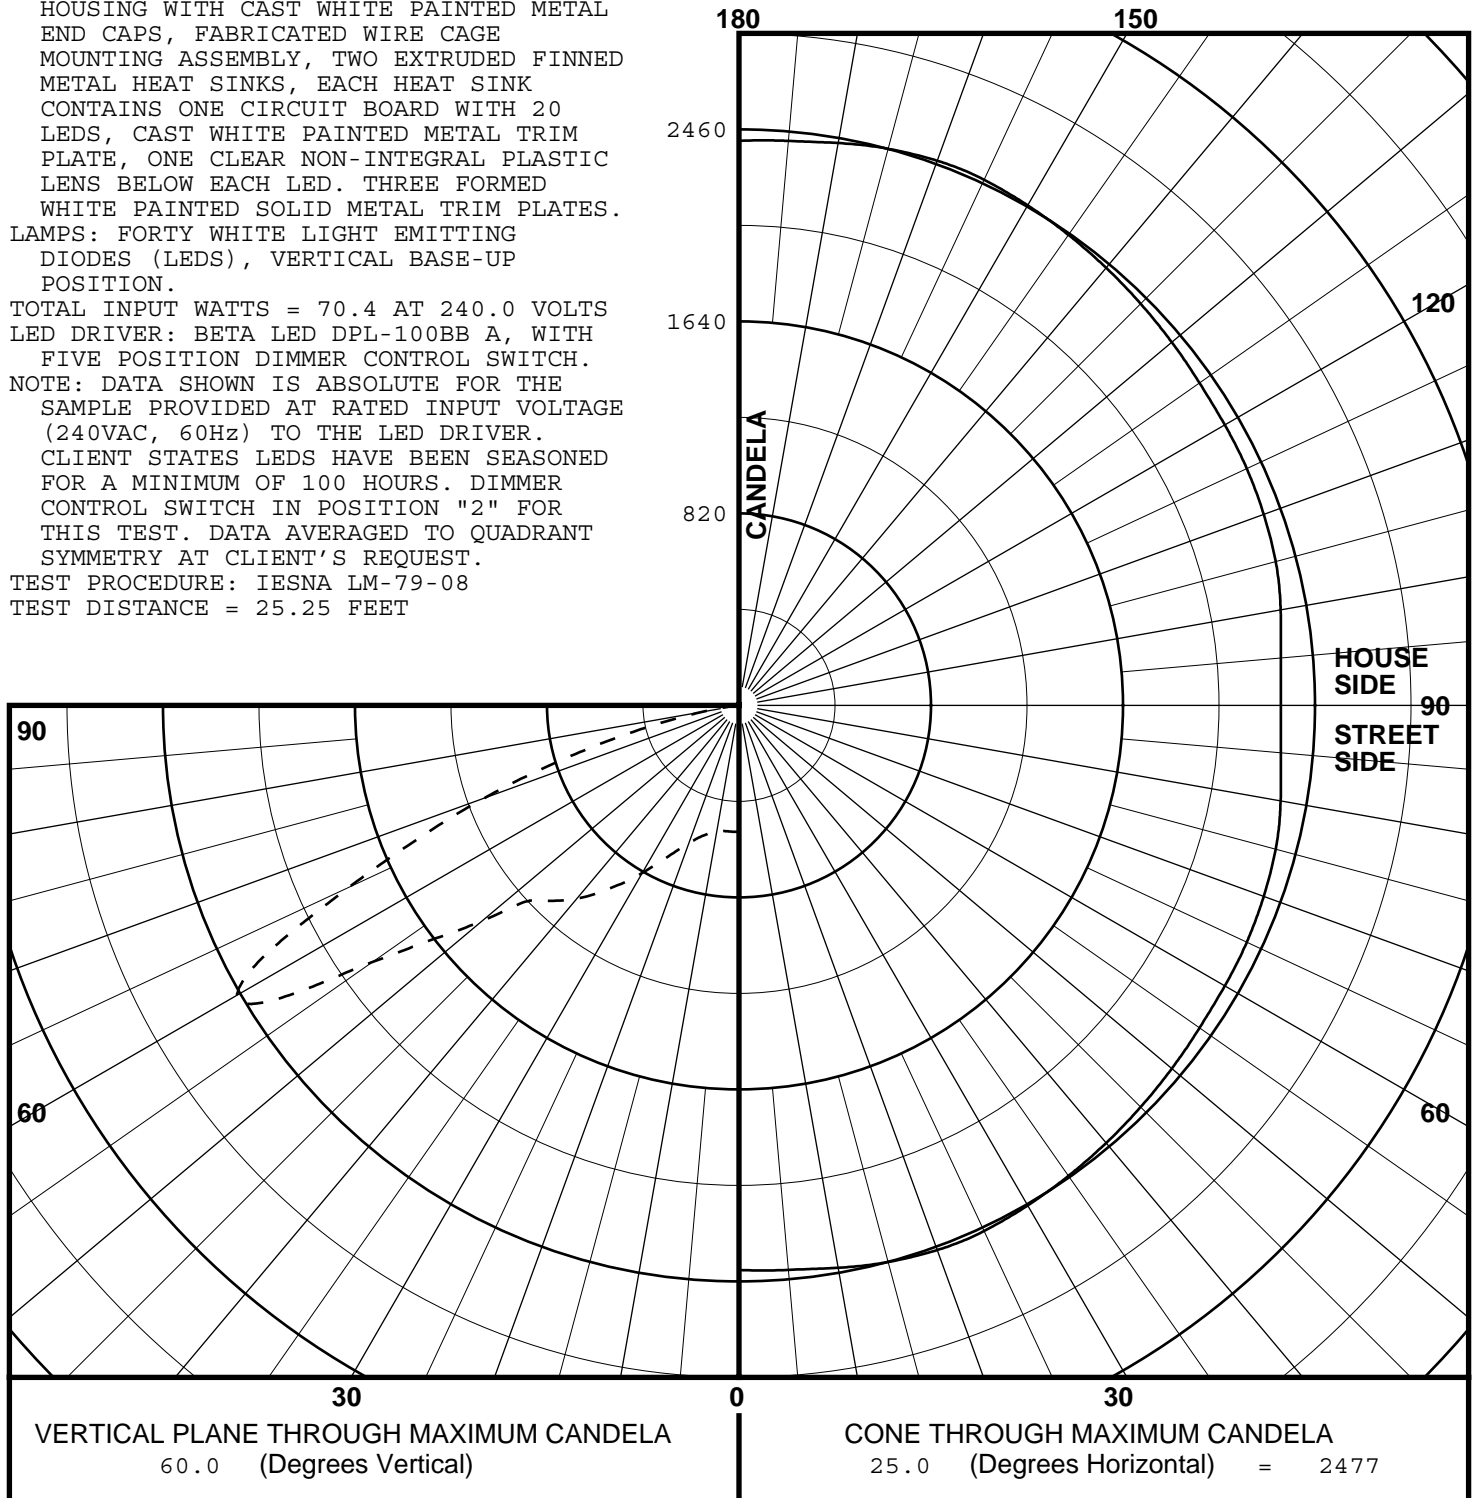 HOUSING WITH CAST WHITE PAINTED METAL
END CAPS, FABRICATED WIRE CAGE
MOUNTING ASSEMBLY, TWO EXTRUDED FINNED
METAL HEAT SINKS, EACH HEAT SINK
CONTAINS ONE CIRCUIT BOARD WITH 20
LEDS, CAST WHITE PAINTED METAL TRIM
PLATE, ONE CLEAR NON-INTEGRAL PLASTIC
LENS BELOW EACH LED. THREE FORMED
WHITE PAINTED SOLID METAL TRIM PLATES.
LAMPS: FORTY WHITE LIGHT EMITTING
DIODES (LEDS), VERTICAL BASE-UP
POSITION.
TOTAL INPUT WATTS = 70.4 AT 240.0 VOLTS
LED DRIVER: BETA LED DPL-100BB A, WITH
FIVE POSITION DIMMER CONTROL SWITCH.
NOTE: DATA SHOWN IS ABSOLUTE FOR THE
SAMPLE PROVIDED AT RATED INPUT VOLTAGE
(240VAC, 60Hz) TO THE LED DRIVER.
CLIENT STATES LEDS HAVE BEEN SEASONED
FOR A MINIMUM OF 100 HOURS. DIMMER
CONTROL SWITCH IN POSITION "2" FOR
THIS TEST. DATA AVERAGED TO QUADRANT
SYMMETRY AT CLIENT'S REQUEST.
TEST PROCEDURE: IESNA LM-79-08
TEST DISTANCE = 25.25 FEET
180
150
2460
120
1640
CANDELA
820
HOUSE
SIDE
90
90
STREET
SIDE
60
60
30
0
30
VERTICAL PLANE THROUGH MAXIMUM CANDELA
60.0 (Degrees Vertical)
CONE THROUGH MAXIMUM CANDELA
25.0 (Degrees Horizontal) = 2477